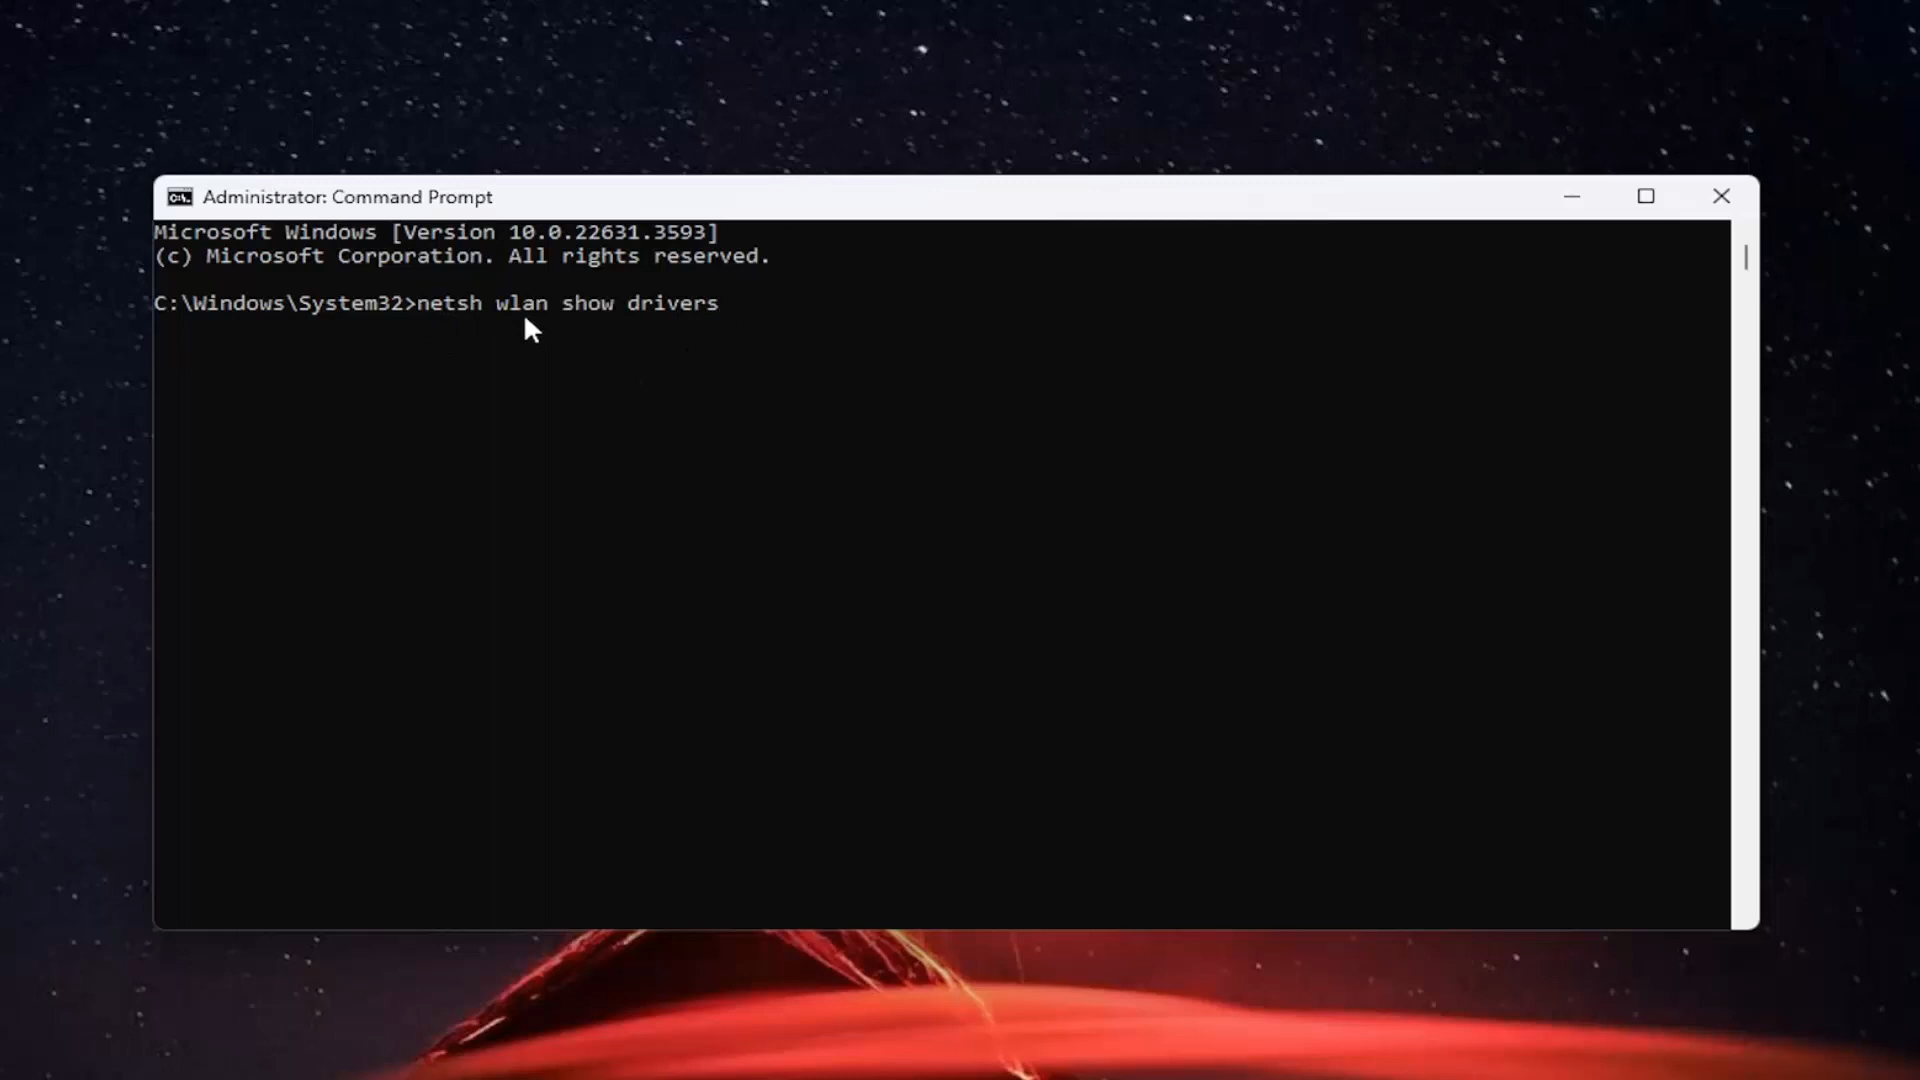 Administrator: Command Prompt
Microsoft Windows [Version 10.0.22631.3593]
(c) Microsoft Corporation. All rights reserved.
C:\Windows\System32>netsh wlan show drivers